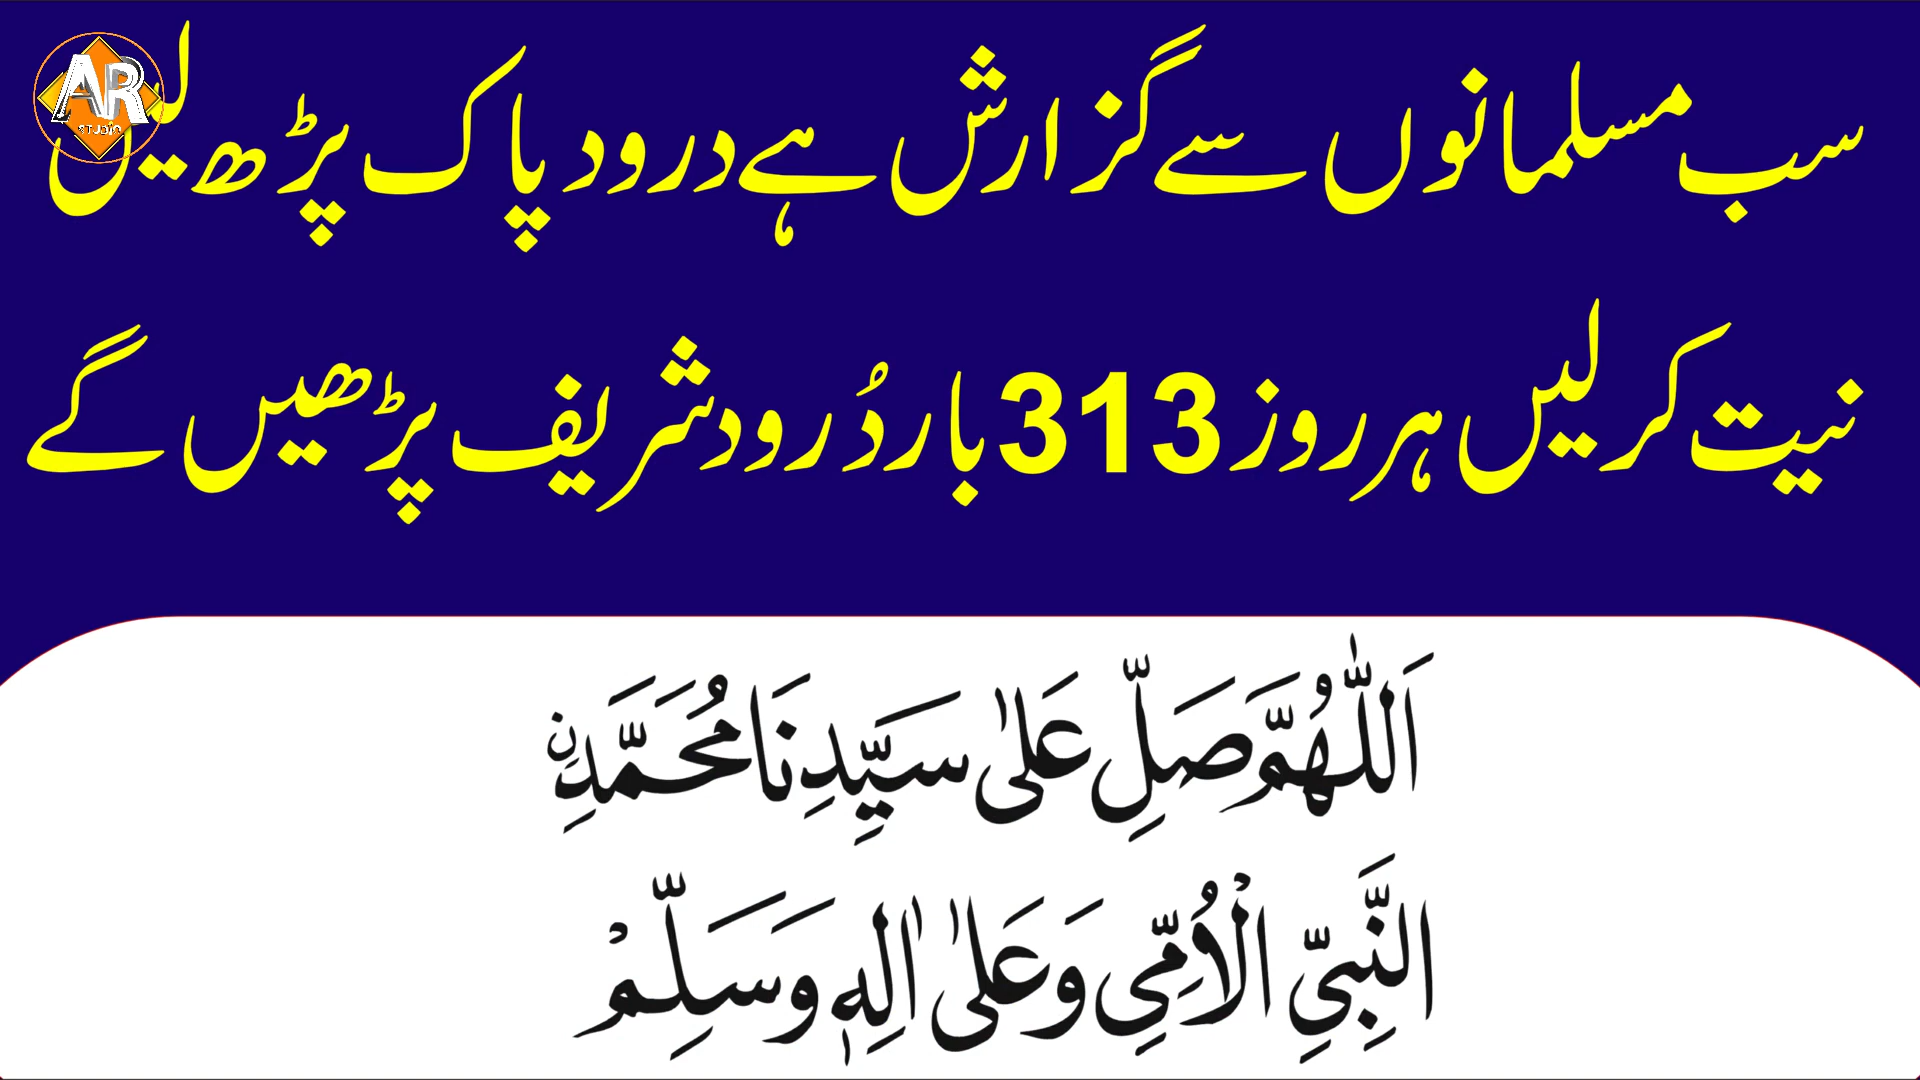 سب مسلمانوں سے گزارش ہے درود پاک پڑھ لیں
نیت کرلیں ہر روز 313 بار دُرود شریف پڑھیں گے
اَللّٰهُمَّ صَلِّ عَلٰی سَیِّدِنَا مُحَمَّدِنِ
النَّبِیِّ الْاُمِّیِ وَعَلٰی اٰلِهٖ وَسَلِّمْ
AR